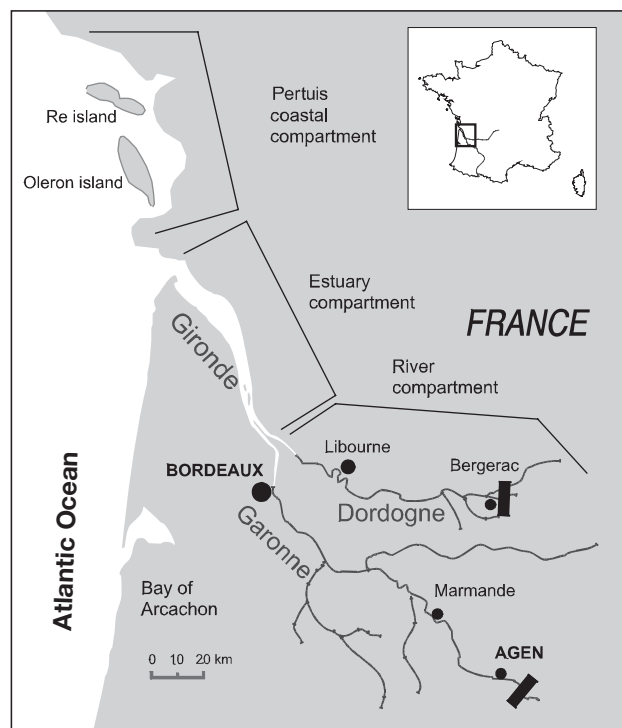 Re island
Oleron island
Pertuis
coastal
compartment
Estuary
compartment
FRANCE
River
compartment
Gironde
Libourne
Bergerac
BORDEAUX
Dordogne
Garonne
Atlantic Ocean
Marmande
Bay of
Arcachon
AGEN
0 10 20 km